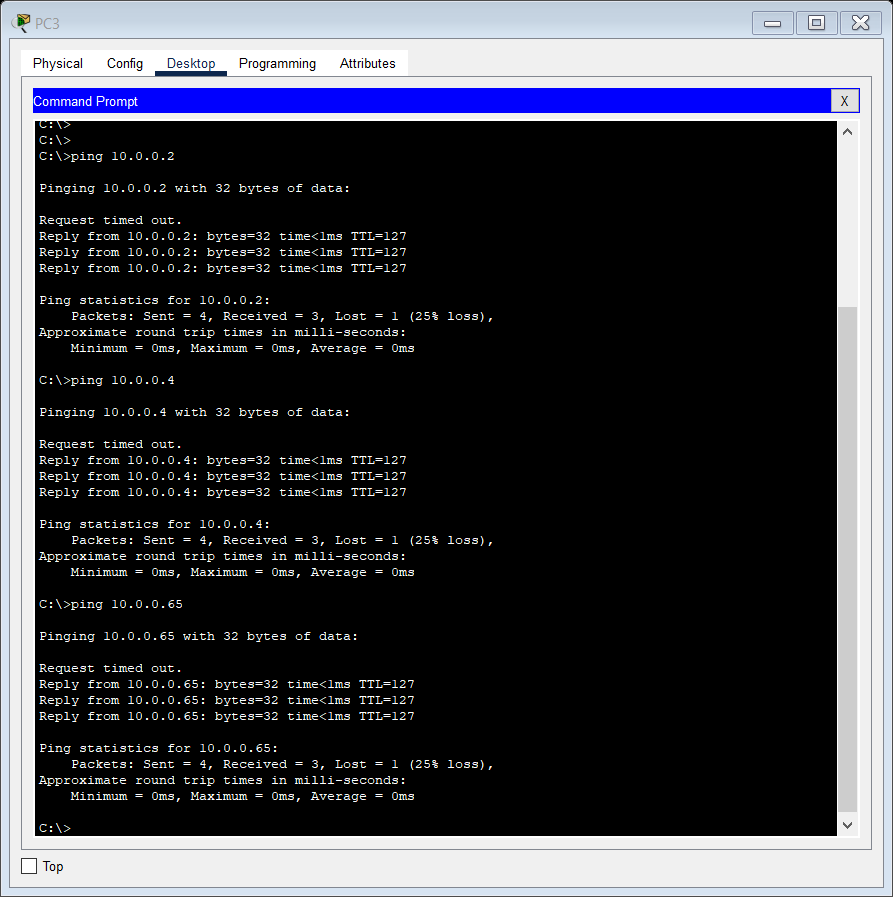 PC3
Physical Config Desktop Programming Attributes
Command Prompt X
C:\>
C:\>
C:\>ping 10.0.0.2
Pinging 10.0.0.2 with 32 bytes of data:
Request timed out.
Reply from 10.0.0.2: bytes=32 time<1ms TTL=127
Reply from 10.0.0.2: bytes=32 time<1ms TTL=127
Reply from 10.0.0.2: bytes=32 time<1ms TTL=127
Ping statistics for 10.0.0.2:
Packets: Sent = 4, Received = 3, Lost = 1 (25% loss),
Approximate round trip times in milli-seconds:
Minimum = 0ms, Maximum = 0ms, Average = 0ms
C:\>ping 10.0.0.4
Pinging 10.0.0.4 with 32 bytes of data:
Request timed out.
Reply from 10.0.0.4: bytes=32 time<1ms TTL=127
Reply from 10.0.0.4: bytes=32 time<1ms TTL=127
Reply from 10.0.0.4: bytes=32 time<1ms TTL=127
Ping statistics for 10.0.0.4:
Packets: Sent = 4, Received = 3, Lost = 1 (25% loss),
Approximate round trip times in milli-seconds:
Minimum = 0ms, Maximum = 0ms, Average = 0ms
C:\>ping 10.0.0.65
Pinging 10.0.0.65 with 32 bytes of data:
Request timed out.
Reply from 10.0.0.65: bytes=32 time<1ms TTL=127
Reply from 10.0.0.65: bytes=32 time<1ms TTL=127
Reply from 10.0.0.65: bytes=32 time<1ms TTL=127
Ping statistics for 10.0.0.65:
Packets: Sent = 4, Received = 3, Lost = 1 (25% loss),
Approximate round trip times in milli-seconds:
Minimum = 0ms, Maximum = 0ms, Average = 0ms
C:\>
Top